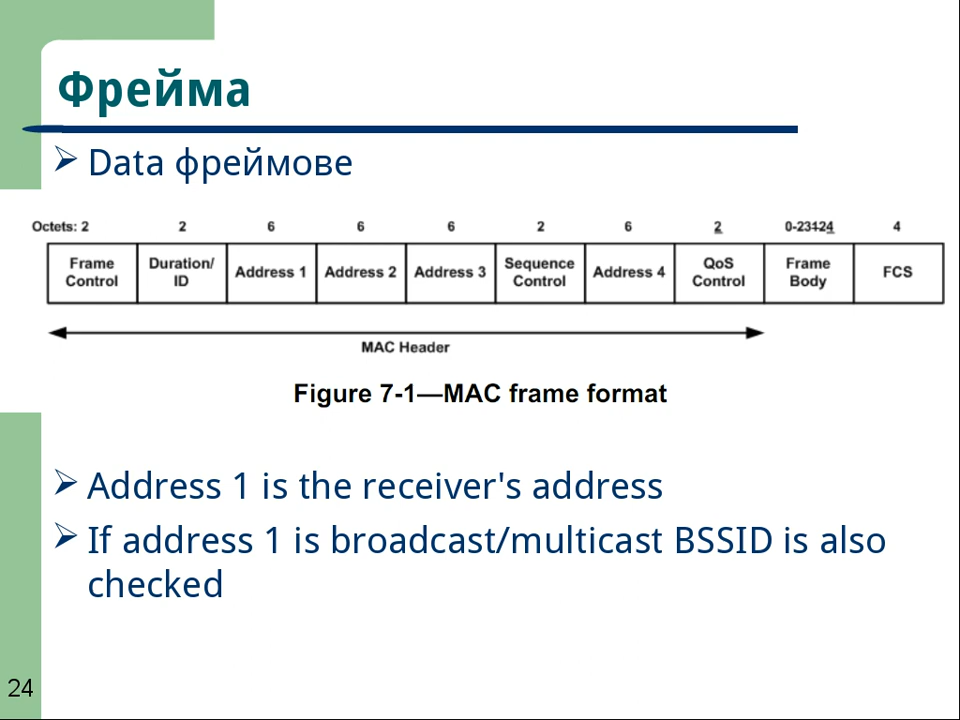 Фрейма
Data фреймове
Octets: 2 2 6 6 6 2 6 2 0-23124 4
Frame Control Duration/ ID Address 1 Address 2 Address 3 Sequence Control Address 4 QoS Control Frame Body FCS
MAC Header
Figure 7-1—MAC frame format
Address 1 is the receiver's address
If address 1 is broadcast/multicast BSSID is also
checked
24